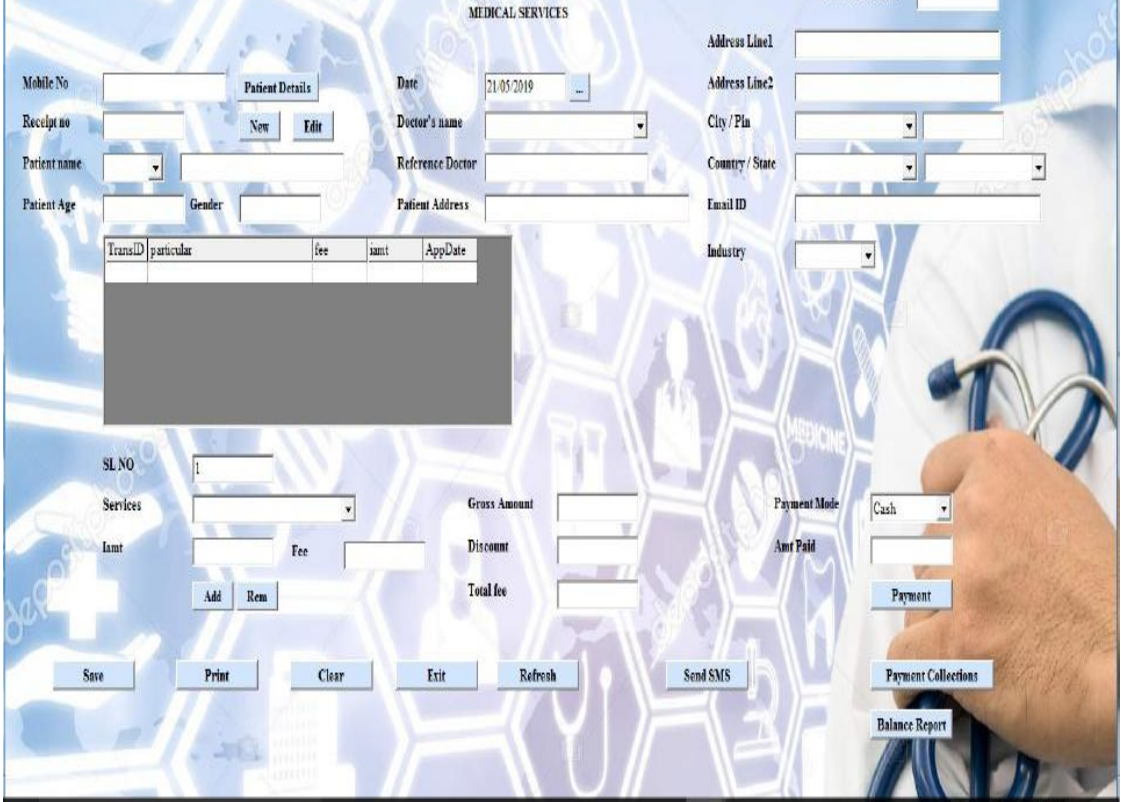 MEDICAL SERVICES
Address Line1
Mobile No Patient Details Date 21/05/2019 ... Address Line2
Receipt no New Edit Doctor's name City / Pin
Patient name Reference Doctor Country / State
Patient Age Gender Patient Address Email ID
TransID particular fee iamt AppDate Industry
MEDICINE
SL NO 1
Services Gross Amount Payment Mode Cash
Iamt Fee Discount Amt Paid
Add Rem Total fee Payment
Save Print Clear Exit Refresh Send SMS Payment Collections
Balance Report
depositphotos